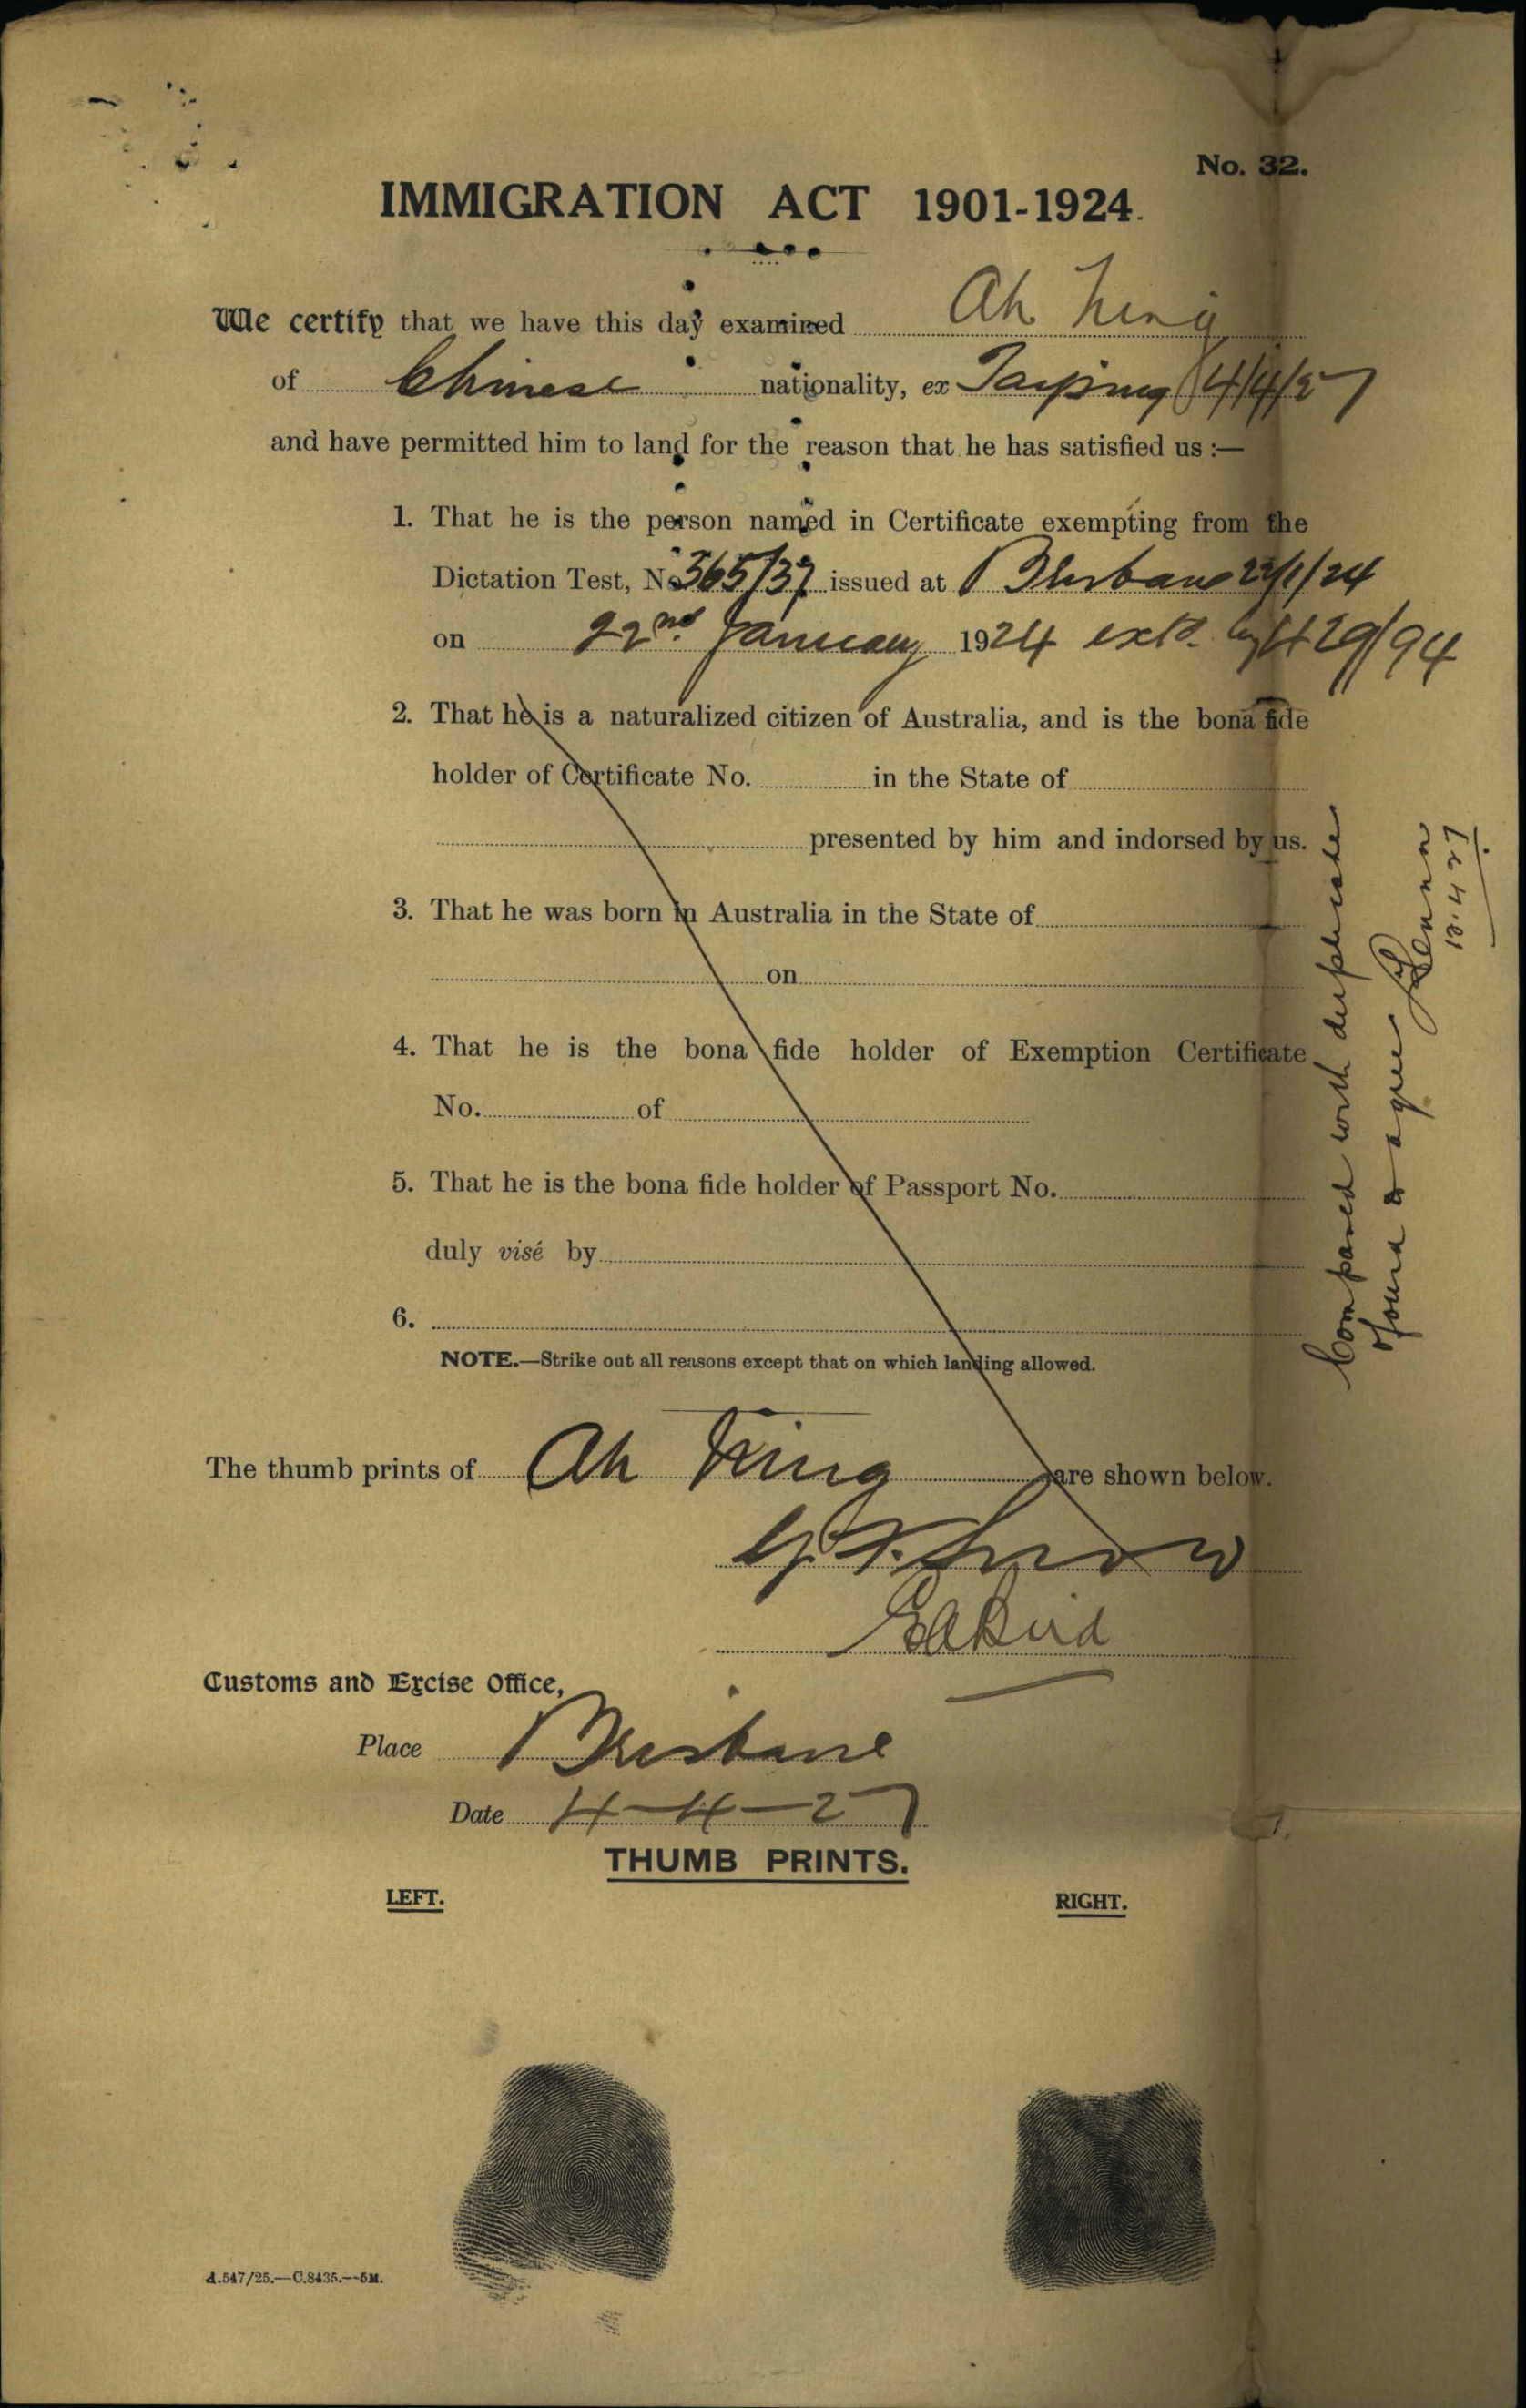 No. 32.
IMMIGRATION ACT 1901-1924.
We certify that we have this day examined Ah
of Chinese nationality, ex Taiping 4/4/27
and have permitted him to land for the reason that he has satisfied us :—
1. That he is the person named in Certificate exempting from the
Dictation Test, No 365/37 issued at Brisbane 22/1/24
on 22nd January 1924 extd. by 29/94
2. That he is a naturalized citizen of Australia, and is the bona fide
holder of Certificate No. in the State of
presented by him and indorsed by us.
3. That he was born in Australia in the State of
on
4. That he is the bona fide holder of Exemption Certificate
No. of
5. That he is the bona fide holder of Passport No.
duly visé by
6.
NOTE.—Strike out all reasons except that on which landing allowed.
The thumb prints of Ah are shown below.
Snow
Bird
Customs and Excise Office,
Place Brisbane
Date 4-4-27
THUMB PRINTS.
LEFT.
RIGHT.
A.547/25.—C.8435.—5M.
Compared with duplicate
found to agree
13.4.27